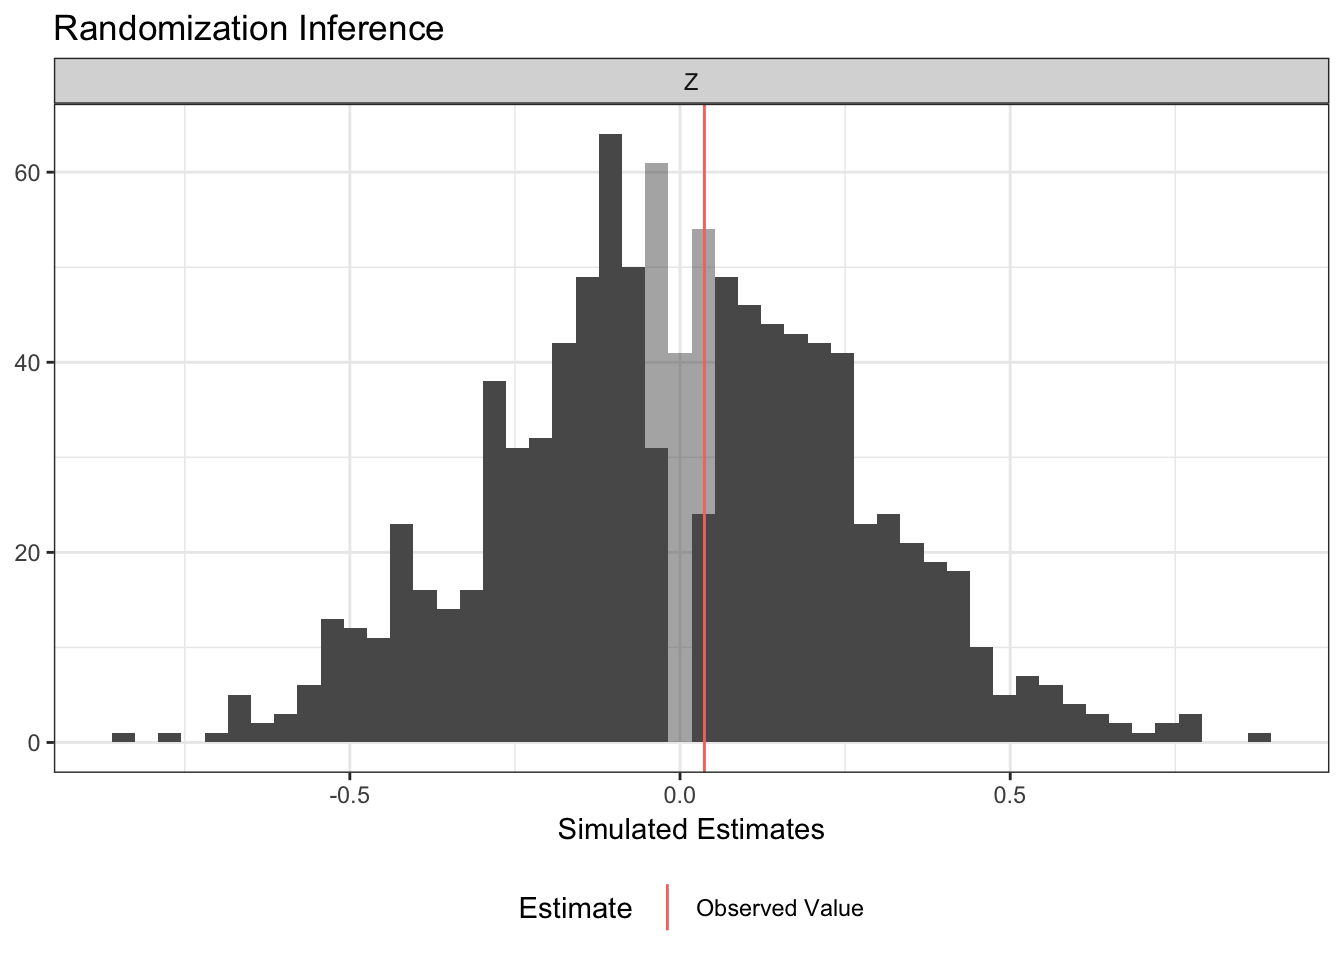 Randomization Inference
Z
60
40
20
0
-0.5
0.0
0.5
Simulated Estimates
Estimate
Observed Value